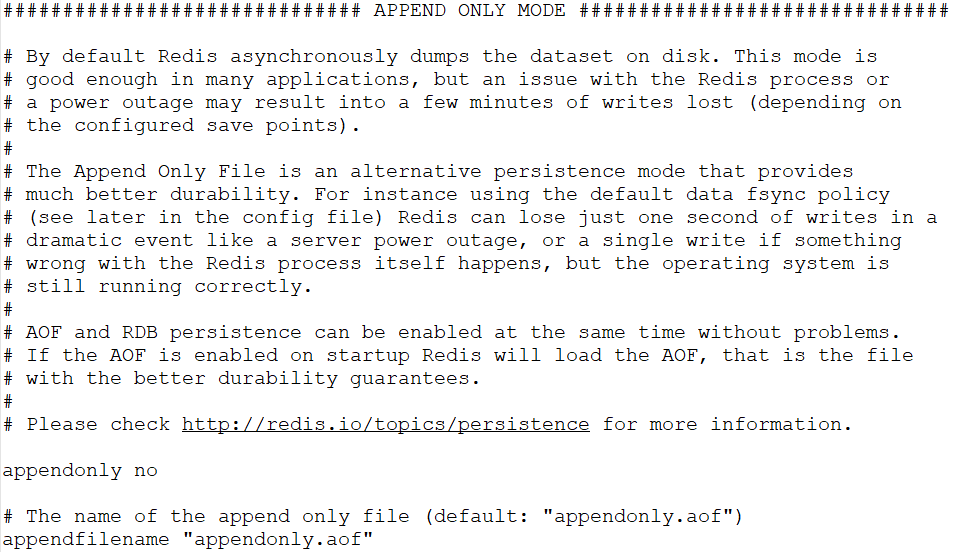 ############################## APPEND ONLY MODE ###############################
# By default Redis asynchronously dumps the dataset on disk. This mode is
# good enough in many applications, but an issue with the Redis process or
# a power outage may result into a few minutes of writes lost (depending on
# the configured save points).
#
# The Append Only File is an alternative persistence mode that provides
# much better durability. For instance using the default data fsync policy
# (see later in the config file) Redis can lose just one second of writes in a
# dramatic event like a server power outage, or a single write if something
# wrong with the Redis process itself happens, but the operating system is
# still running correctly.
#
# AOF and RDB persistence can be enabled at the same time without problems.
# If the AOF is enabled on startup Redis will load the AOF, that is the file
# with the better durability guarantees.
#
# Please check http://redis.io/topics/persistence for more information.
appendonly no
# The name of the append only file (default: "appendonly.aof")
appendfilename "appendonly.aof"